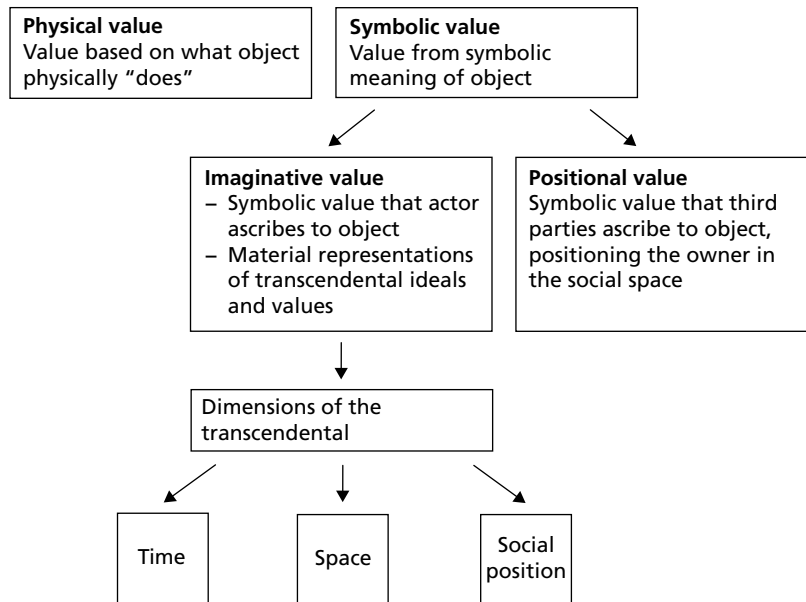 Physical value
Value based on what object
physically “does”
Symbolic value
Value from symbolic
meaning of object
Imaginative value
– Symbolic value that actor
ascribes to object
– Material representations
of transcendental ideals
and values
Positional value
Symbolic value that third
parties ascribe to object,
positioning the owner in
the social space
Dimensions of the
transcendental
Time
Space
Social
position